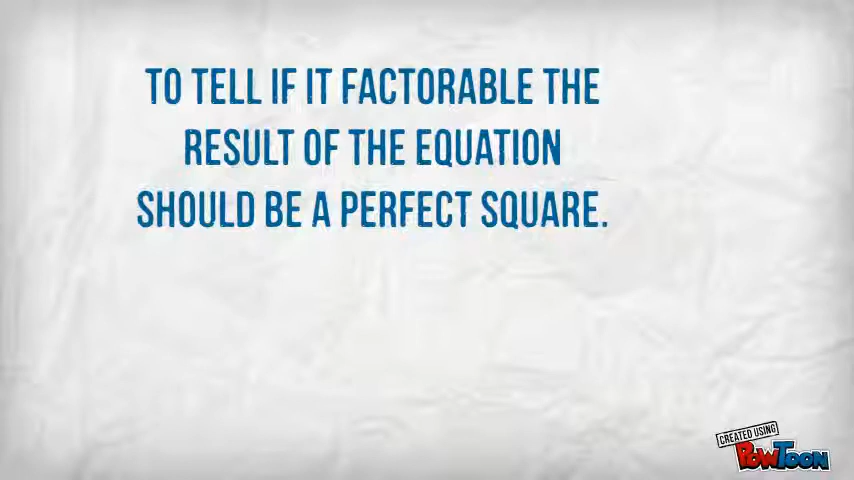 TO TELL IF IT FACTORABLE THE
RESULT OF THE EQUATION
SHOULD BE A PERFECT SQUARE.
CREATED USING
POWTOON